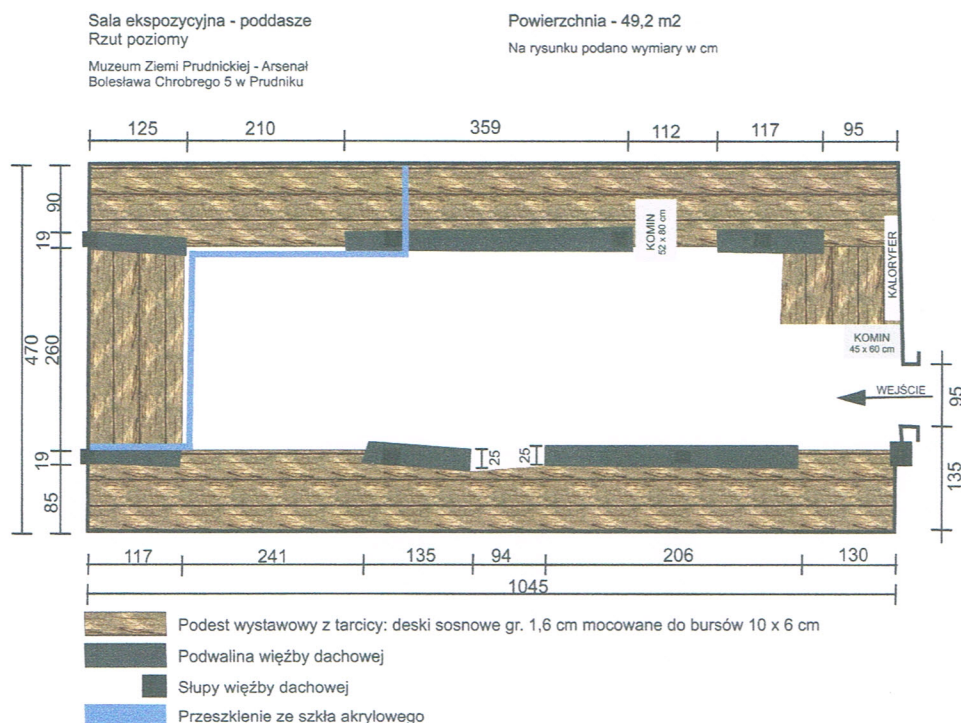 Sala ekspozycyjna - poddasze
Rzut poziomy
Muzeum Ziemi Prudnickiej - Arsenał
Bolesława Chrobrego 5 w Prudniku
Powierzchnia - 49,2 m2
Na rysunku podano wymiary w cm
125 210 359 112 117 95
90
19
470
260
19
85
KOMIN
52 x 80 cm
KALORYFER
KOMIN
45 x 60 cm
WEJŚCIE
95
135
25
25
117 241 135 94 206 130
1045
Podest wystawowy z tarcicy: deski sosnowe gr. 1,6 cm mocowane do bursów 10 x 6 cm
Podwalina więźby dachowej
Słupy więźby dachowej
Przeszklenie ze szkła akrylowego